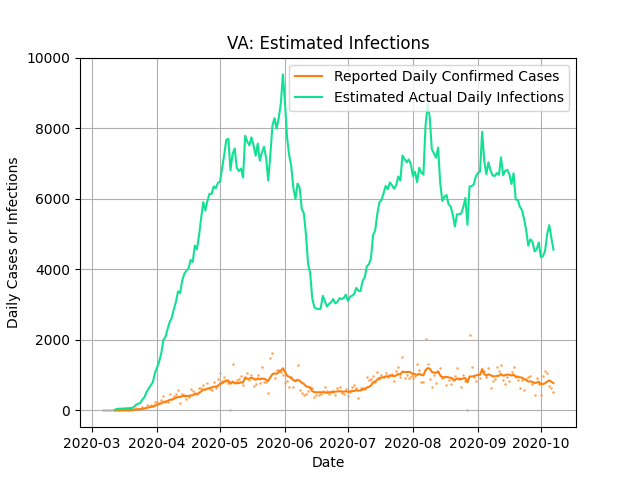 VA: Estimated Infections
Reported Daily Confirmed Cases
Estimated Actual Daily Infections
Daily Cases or Infections
10000
8000
6000
4000
2000
0
2020-03 2020-04 2020-05 2020-06 2020-07 2020-08 2020-09 2020-10
Date